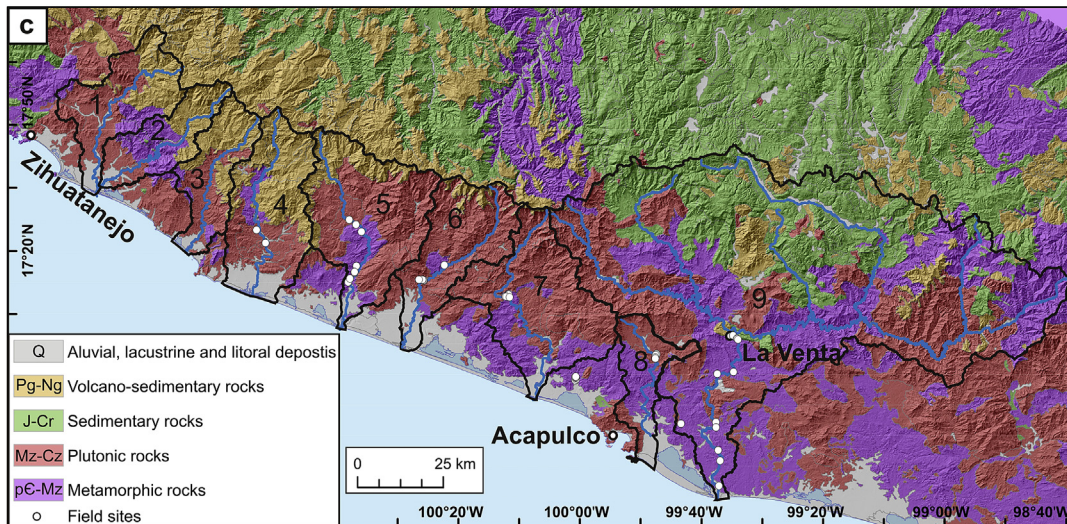 c
17°50'N
1
2
3
4
5
6
7
8
9
Zihuatanejo
17°20'N
La Venta
Acapulco
Q Aluvial, lacustrine and litoral depostis
Pg-Ng Volcano-sedimentary rocks
J-Cr Sedimentary rocks
Mz-Cz Plutonic rocks
pЄ-Mz Metamorphic rocks
Field sites
0 25 km
100°20'W 100°00'W 99°40'W 99°20'W 99°00'W 98°40'W